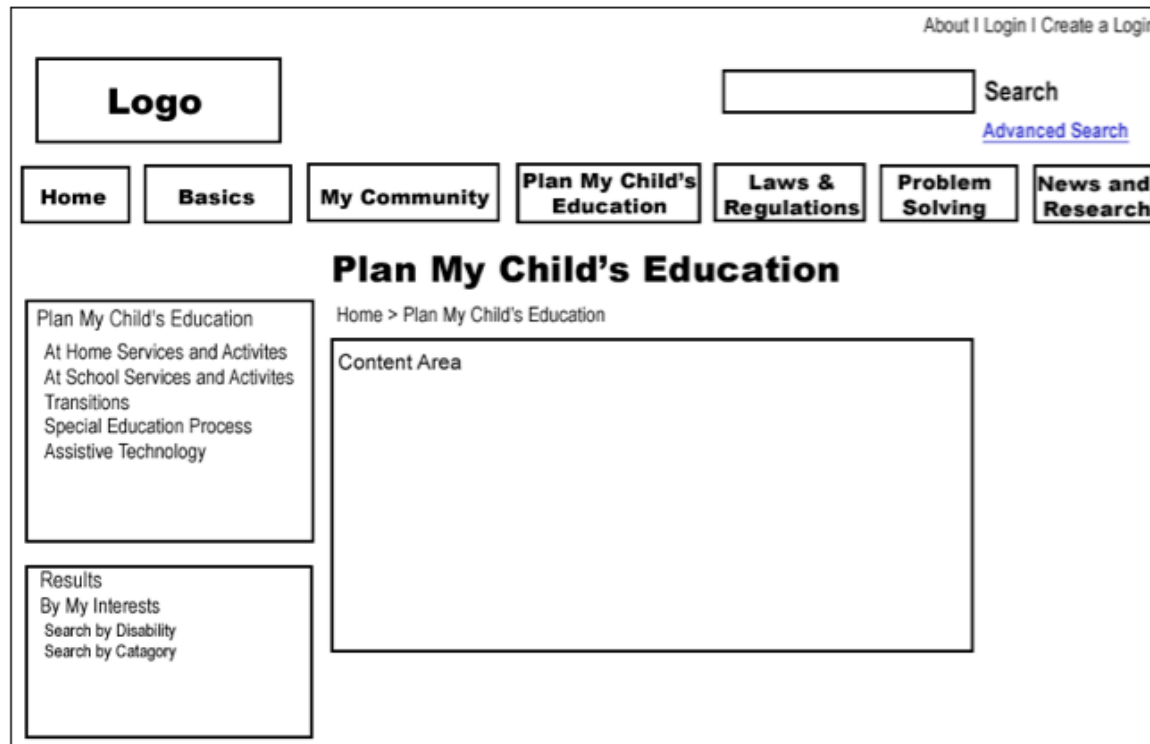 About I Login I Create a Login
Logo
Search
Advanced Search
Home
Basics
My Community
Plan My Child's
Education
Laws &
Regulations
Problem
Solving
News and
Research
Plan My Child's Education
Home > Plan My Child's Education
Plan My Child's Education
At Home Services and Activites
At School Services and Activites
Transitions
Special Education Process
Assistive Technology
Content Area
Results
By My Interests
Search by Disability
Search by Catagory